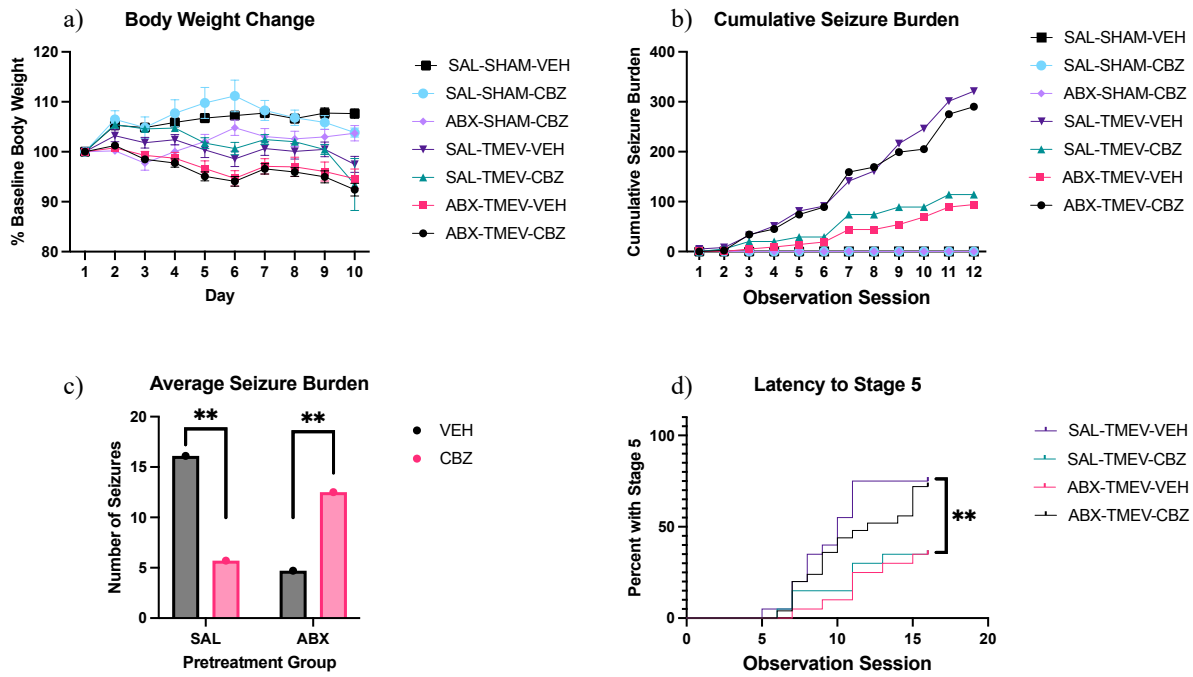 a)
Body Weight Change
% Baseline Body Weight
120
110
100
90
80
1 2 3 4 5 6 7 8 9 10
Day
SAL-SHAM-VEH
SAL-SHAM-CBZ
ABX-SHAM-CBZ
SAL-TMEV-VEH
SAL-TMEV-CBZ
ABX-TMEV-VEH
ABX-TMEV-CBZ
b)
Cumulative Seizure Burden
Cumulative Seizure Burden
400
300
200
100
0
1 2 3 4 5 6 7 8 9 10 11 12
Observation Session
SAL-SHAM-VEH
SAL-SHAM-CBZ
ABX-SHAM-CBZ
SAL-TMEV-VEH
SAL-TMEV-CBZ
ABX-TMEV-VEH
ABX-TMEV-CBZ
c)
Average Seizure Burden
Number of Seizures
20
15
10
5
0
** **
SAL ABX
Pretreatment Group
VEH
CBZ
d)
Latency to Stage 5
Percent with Stage 5
100
50
0
0 5 10 15 20
Observation Session
**
SAL-TMEV-VEH
SAL-TMEV-CBZ
ABX-TMEV-VEH
ABX-TMEV-CBZ